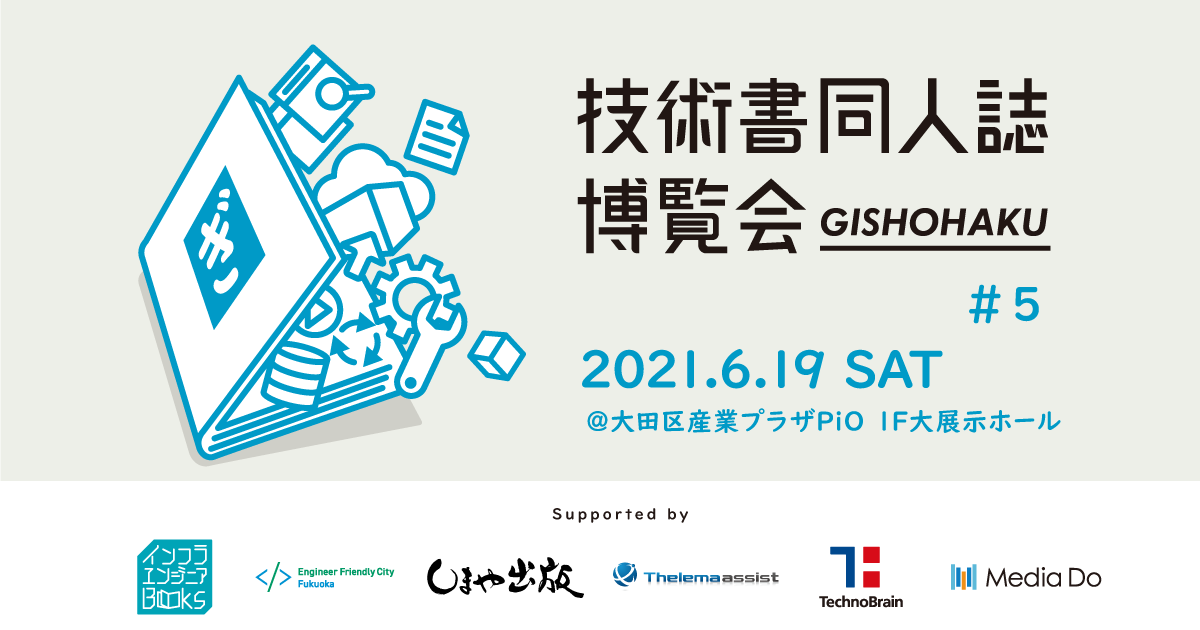 ぎし
技術書同人誌
博覧会 GISHOHAKU
#5
2021.6.19 SAT
@大田区産業プラザPiO 1F大展示ホール
Supported by
インフラ
エンジニア
Books
</> Engineer Friendly City
Fukuoka
しまや出版
Thelemaassist
TechnoBrain
Media Do